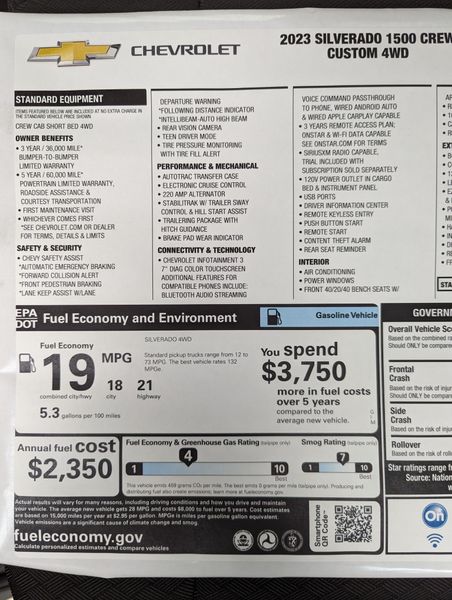 CHEVROLET
2023 SILVERADO 1500 CREW
CUSTOM 4WD
STANDARD EQUIPMENT
ITEMS FEATURED BELOW ARE INCLUDED AT NO EXTRA CHARGE IN
THE STANDARD VEHICLE PRICE SHOWN
CREW CAB SHORT BED 4WD
OWNER BENEFITS
• 3 YEAR / 36,000 MILE*
BUMPER-TO-BUMPER
LIMITED WARRANTY
• 5 YEAR / 60,000 MILE*
POWERTRAIN LIMITED WARRANTY,
ROADSIDE ASSISTANCE &
COURTESY TRANSPORTATION
• FIRST MAINTENANCE VISIT
• WHICHEVER COMES FIRST
*SEE CHEVROLET.COM OR DEALER
FOR TERMS, DETAILS & LIMITS
SAFETY & SECURITY
• CHEVY SAFETY ASSIST
*AUTOMATIC EMERGENCY BRAKING
*FORWARD COLLISION ALERT
*FRONT PEDESTRIAN BRAKING
*LANE KEEP ASSIST W/LANE
DEPARTURE WARNING
*FOLLOWING DISTANCE INDICATOR
*INTELLIBEAM-AUTO HIGH BEAM
• REAR VISION CAMERA
• TEEN DRIVER MODE
• TIRE PRESSURE MONITORING
WITH TIRE FILL ALERT
PERFORMANCE & MECHANICAL
• AUTOTRAC TRANSFER CASE
• ELECTRONIC CRUISE CONTROL
• 220 AMP ALTERNATOR
• STABILITRAK W/ TRAILER SWAY
CONTROL & HILL START ASSIST
• TRAILERING PACKAGE WITH
HITCH GUIDANCE
• BRAKE PAD WEAR INDICATOR
CONNECTIVITY & TECHNOLOGY
• CHEVROLET INFOTAINMENT 3
7" DIAG COLOR TOUCHSCREEN
ADDITIONAL FEATURES FOR
COMPATIBLE PHONES INCLUDE:
BLUETOOTH AUDIO STREAMING
VOICE COMMAND PASSTHROUGH
TO PHONE, WIRED ANDROID AUTO
& WIRED APPLE CARPLAY CAPABLE
• 3 YEARS REMOTE ACCESS PLAN;
ONSTAR & WI-FI DATA CAPABLE
SEE ONSTAR.COM FOR TERMS
• SIRIUSXM RADIO CAPABLE,
TRIAL INCLUDED WITH
SUBSCRIPTION SOLD SEPARATELY
• 120V POWER OUTLET IN CARGO
BED & INSTRUMENT PANEL
• USB PORTS
• DRIVER INFORMATION CENTER
• REMOTE KEYLESS ENTRY
• PUSH BUTTON START
• REMOTE START
• CONTENT THEFT ALARM
• REAR SEAT REMINDER
INTERIOR
• AIR CONDITIONING
• POWER WINDOWS
• FRONT 40/20/40 BENCH SEATS W/
EPA
DOT
Fuel Economy and Environment
Gasoline Vehicle
Fuel Economy
19 MPG
combined city/hwy
18
city
21
highway
5.3 gallons per 100 miles
SILVERADO 4WD
Standard pickup trucks range from 12 to
73 MPG. The best vehicle rates 132
MPGe.
You spend
$3,750
more in fuel costs
over 5 years
compared to the
average new vehicle.
Annual fuel COST
$2,350
Fuel Economy & Greenhouse Gas Rating (tailpipe only)
4
1
10
Best
Smog Rating (tailpipe only)
7
1
10
Best
This vehicle emits 459 grams CO₂ per mile. The best emits 0 grams per mile (tailpipe only). Producing and
distributing fuel also create emissions; learn more at fueleconomy.gov.
Actual results will vary for many reasons, including driving conditions and how you drive and maintain
your vehicle. The average new vehicle gets 28 MPG and $8,000 to fuel over 5 years. Cost estimates
are based on 15,000 miles per year at $2.95 per gallon. MPGe is miles per gasoline gallon equivalent.
Vehicle emissions are a significant cause of climate change and smog.
fueleconomy.gov
Calculate personalized estimates and compare vehicles
Smartphone
QR Code™
GOVERN
Overall Vehicle Sc
Based on the combined ra
Should ONLY be compare
Frontal
Crash
Based on the risk of injur
Should ONLY be compare
Side
Crash
Based on the risk of injur
Rollover
Based on the risk of rollo
Star ratings range f
Source: Nation
On